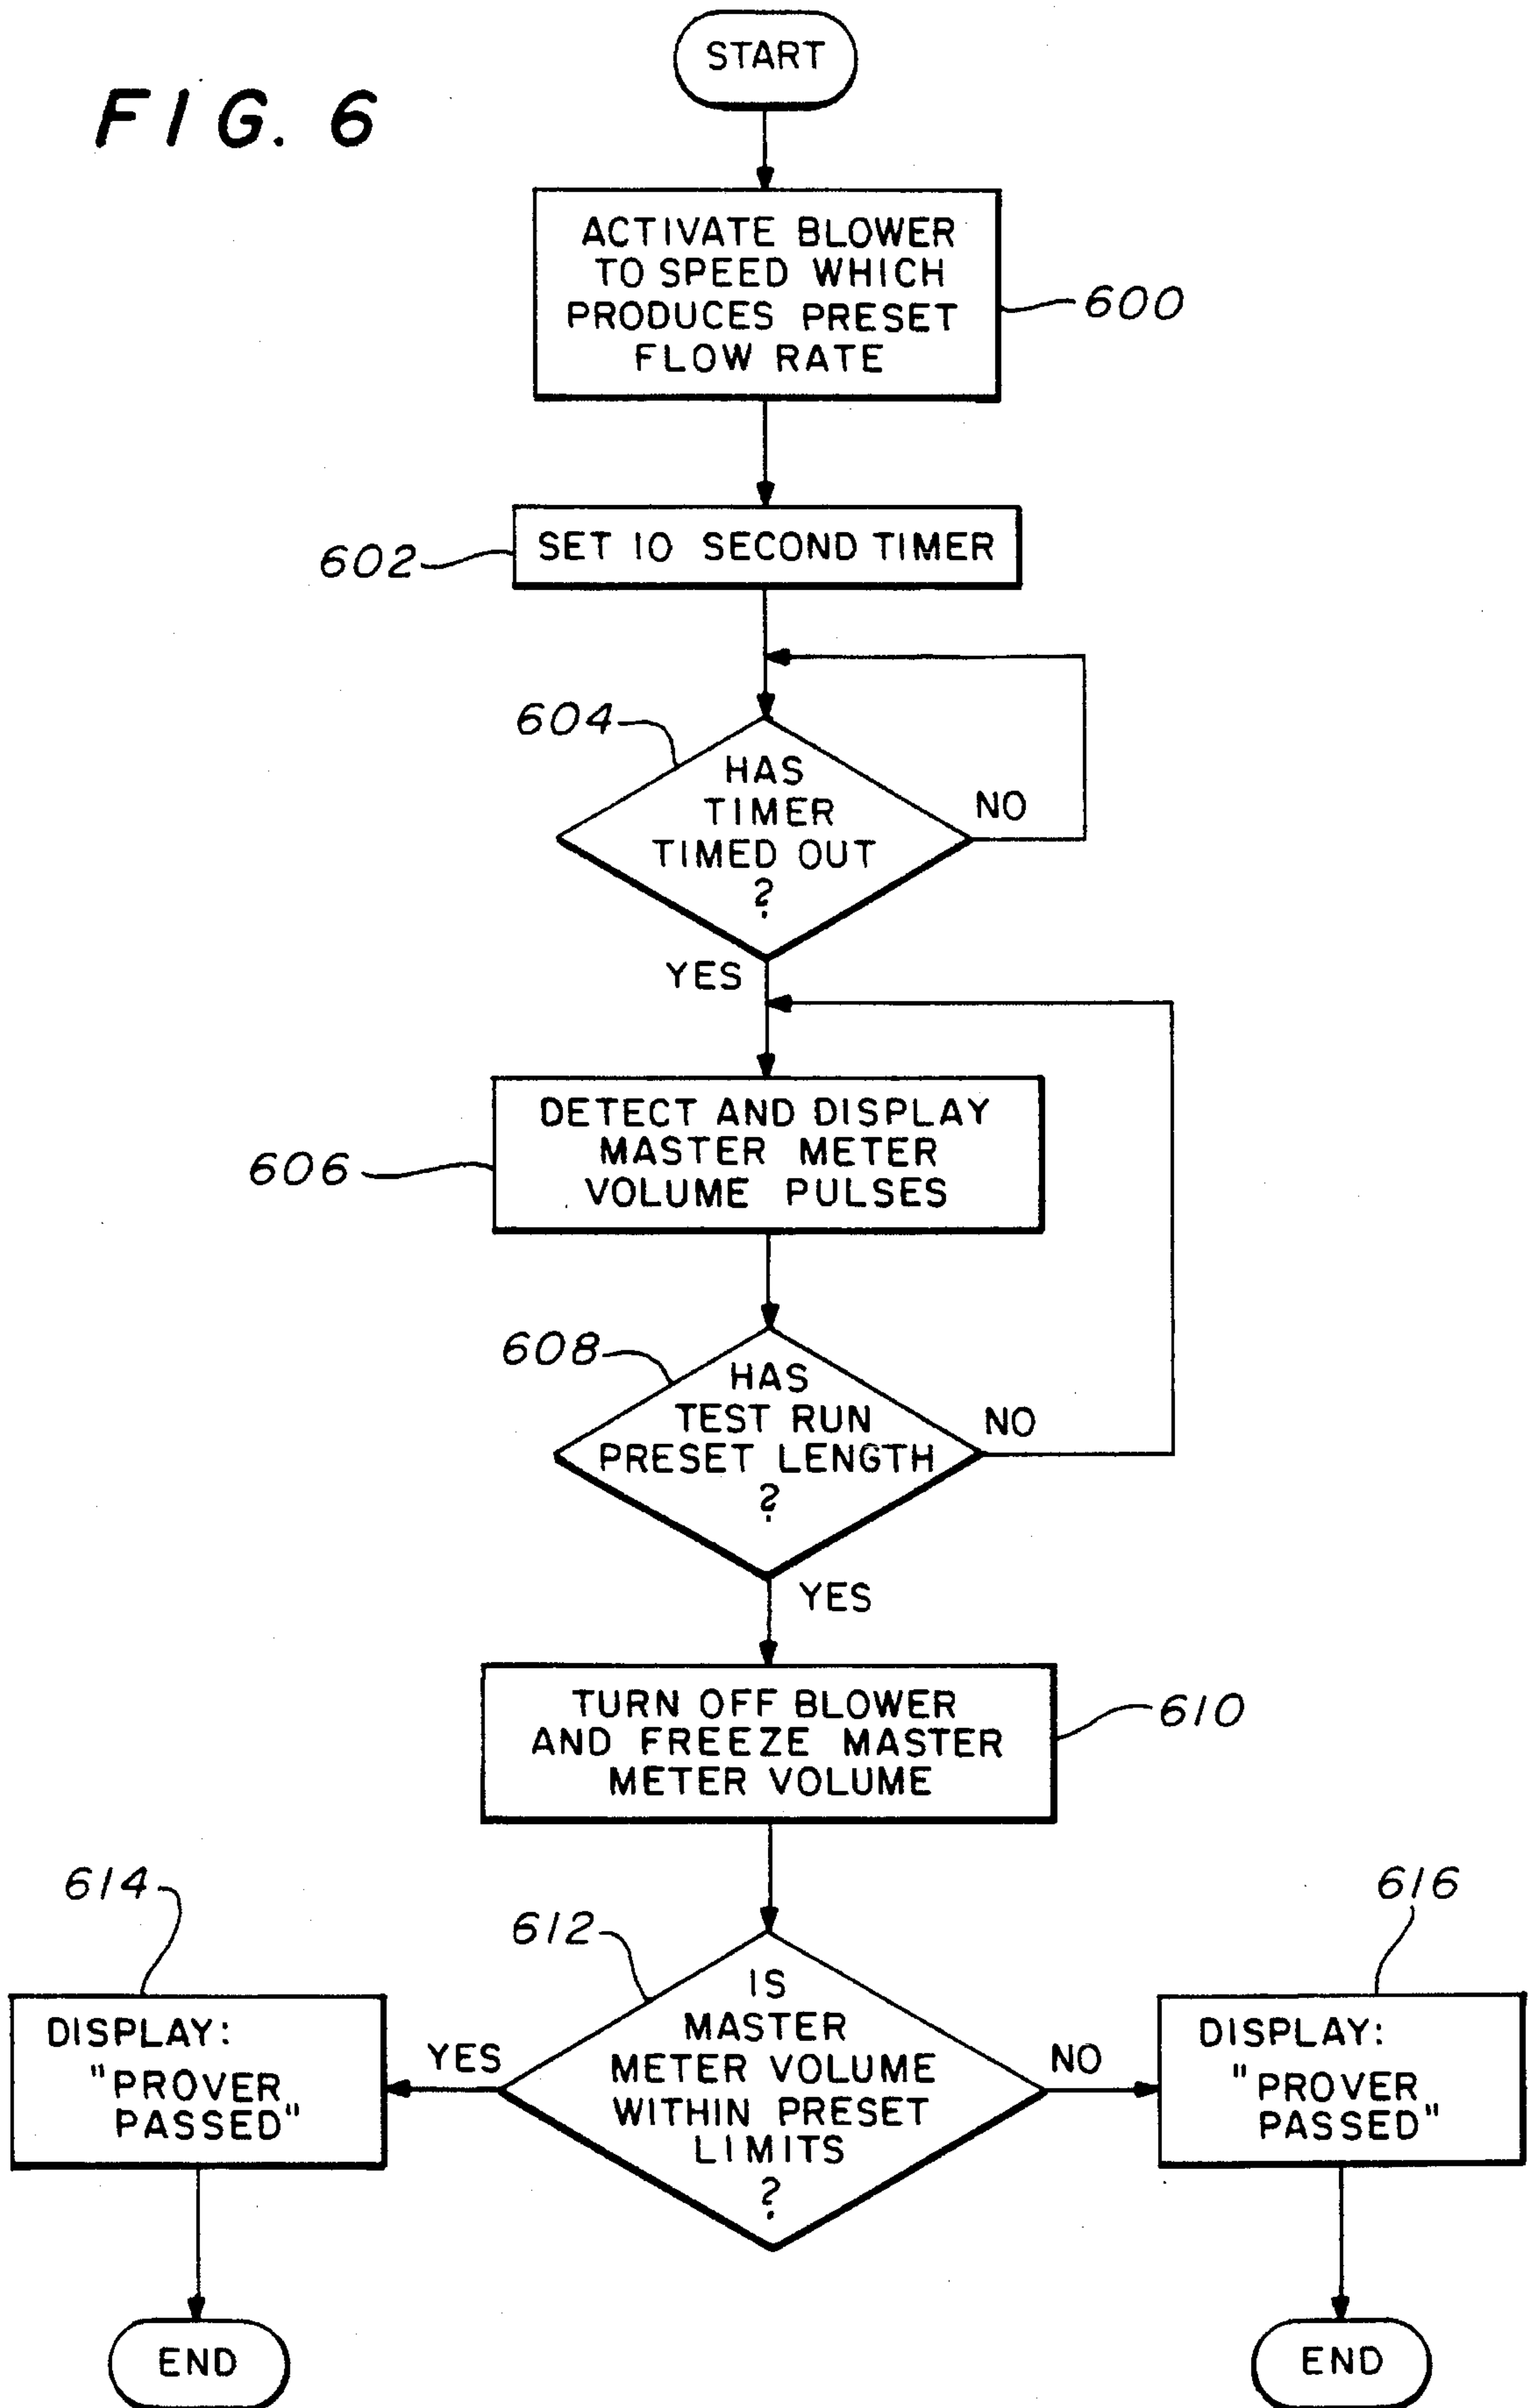 FIG. 6
START
ACTIVATE BLOWER
TO SPEED WHICH
PRODUCES PRESET
FLOW RATE
600
SET 10 SECOND TIMER
602
604
HAS
TIMER
TIMED OUT
?
NO
YES
DETECT AND DISPLAY
MASTER METER
VOLUME PULSES
606
608
HAS
TEST RUN
PRESET LENGTH
?
NO
YES
TURN OFF BLOWER
AND FREEZE MASTER
METER VOLUME
610
612
IS
MASTER
METER VOLUME
WITHIN PRESET
LIMITS
?
YES
NO
614
DISPLAY:
"PROVER
PASSED"
END
616
DISPLAY:
"PROVER
PASSED"
END